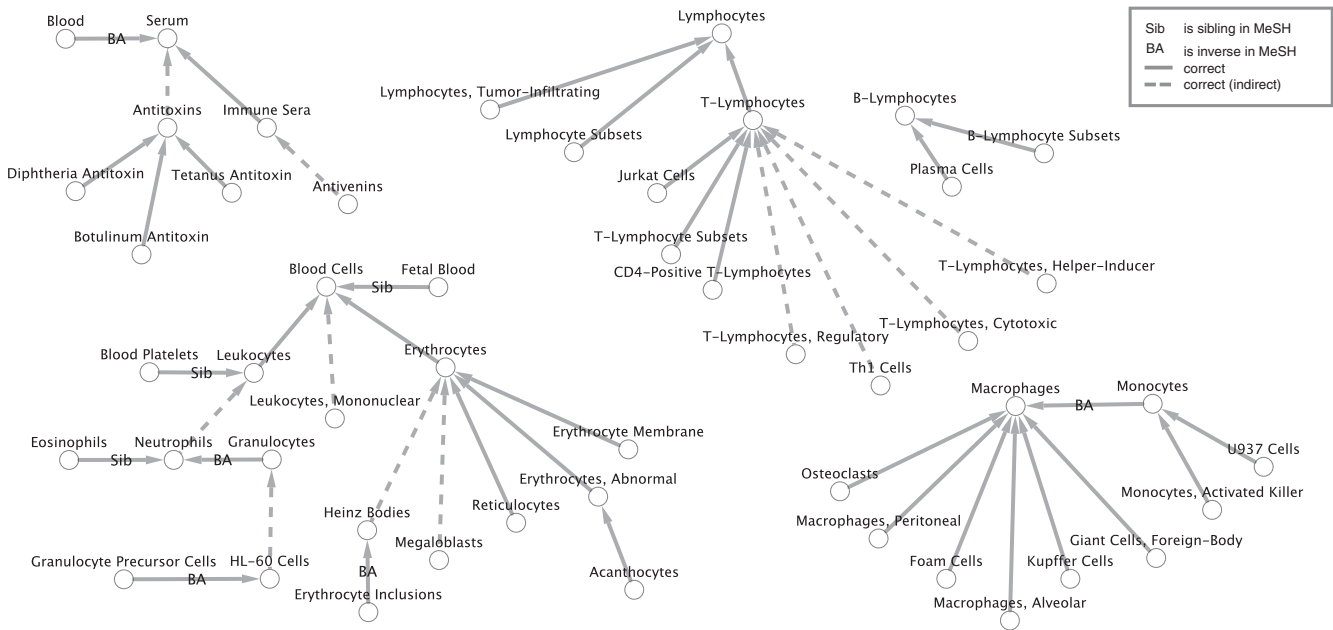 Blood
Serum
BA
Antitoxins
Immune Sera
Diphtheria Antitoxin
Tetanus Antitoxin
Antivenins
Botulinum Antitoxin
Lymphocytes
Lymphocytes, Tumor-Infiltrating
T-Lymphocytes
B-Lymphocytes
Lymphocyte Subsets
B-Lymphocyte Subsets
Jurkat Cells
Plasma Cells
T-Lymphocyte Subsets
CD4-Positive T-Lymphocytes
T-Lymphocytes, Helper-Inducer
T-Lymphocytes, Regulatory
T-Lymphocytes, Cytotoxic
Th1 Cells
Sib is sibling in MeSH
BA is inverse in MeSH
correct
correct (indirect)
Blood Cells
Fetal Blood
Sib
Blood Platelets
Leukocytes
Sib
Erythrocytes
Leukocytes, Mononuclear
Eosinophils
Neutrophils
Granulocytes
Sib
BA
Erythrocyte Membrane
Erythrocytes, Abnormal
Reticulocytes
Heinz Bodies
Megaloblasts
Granulocyte Precursor Cells
HL-60 Cells
BA
BA
Erythrocyte Inclusions
Acanthocytes
Macrophages
Monocytes
BA
Osteoclasts
U937 Cells
Monocytes, Activated Killer
Macrophages, Peritoneal
Giant Cells, Foreign-Body
Foam Cells
Kupffer Cells
Macrophages, Alveolar